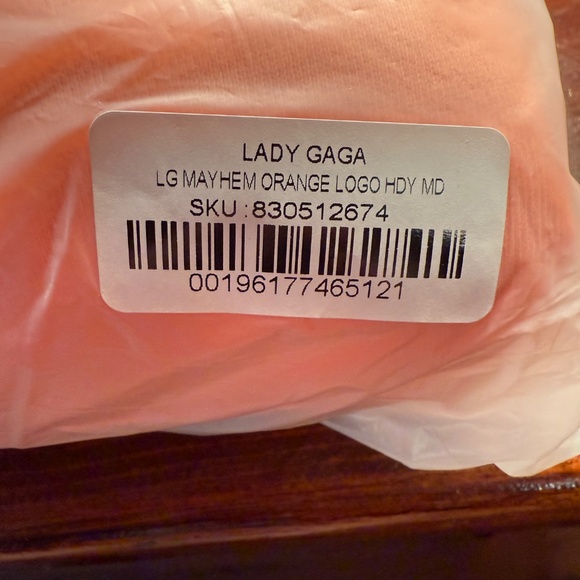 LADY GAGA
LG MAYHEM ORANGE LOGO HDY MD
SKU :830512674
00196177465121